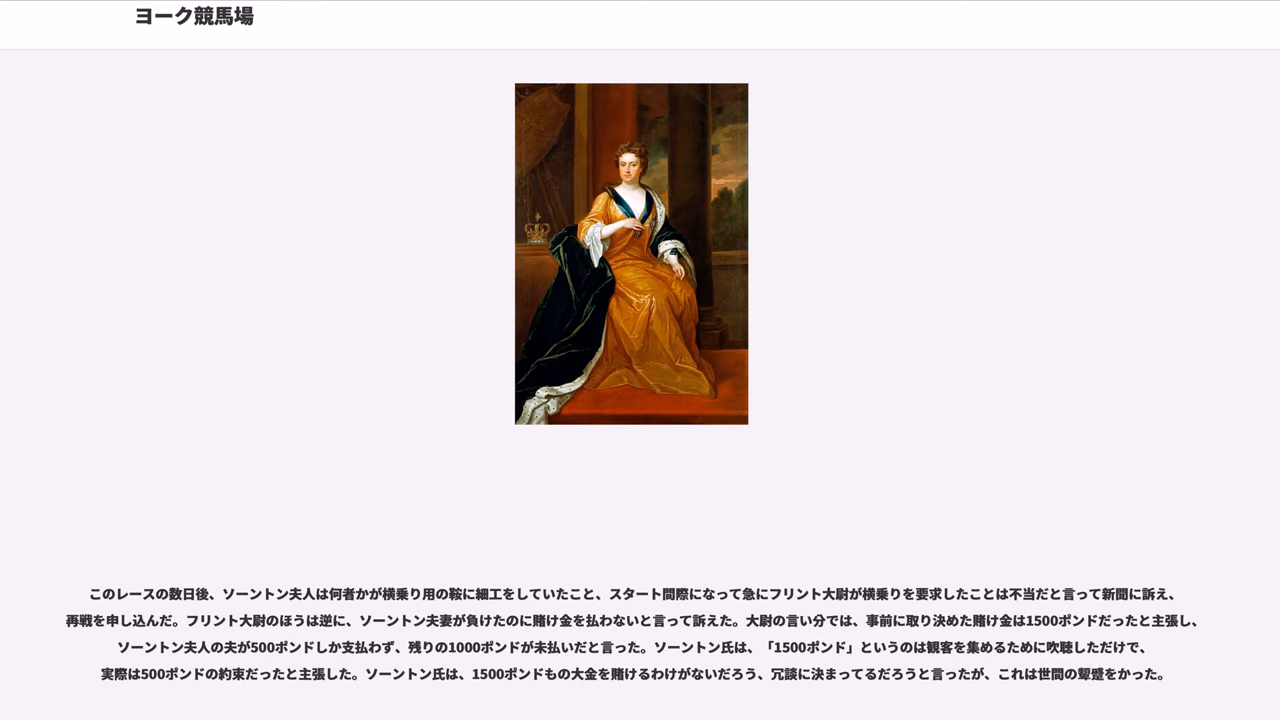 ヨーク競馬場
このレースの数日後、ソーントン夫人は何者かが横乗り用の鞍に細工をしていたこと、スタート間際になって急にフリント大尉が横乗りを要求したことは不当だと言って新聞に訴え、
再戦を申し込んだ。フリント大尉のほうは逆に、ソーントン夫妻が負けたのに賭け金を払わないと言って訴えた。大尉の言い分では、事前に取り決めた賭け金は1500ポンドだったと主張し、
ソーントン夫人の夫が500ポンドしか支払わず、残りの1000ポンドが未払いだと言った。ソーントン氏は、「1500ポンド」というのは観客を集めるために吹聴しただけで、
実際は500ポンドの約束だったと主張した。ソーントン氏は、1500ポンドもの大金を賭けるわけがないだろう、冗談に決まってるだろうと言ったが、これは世間の顰蹙をかった。